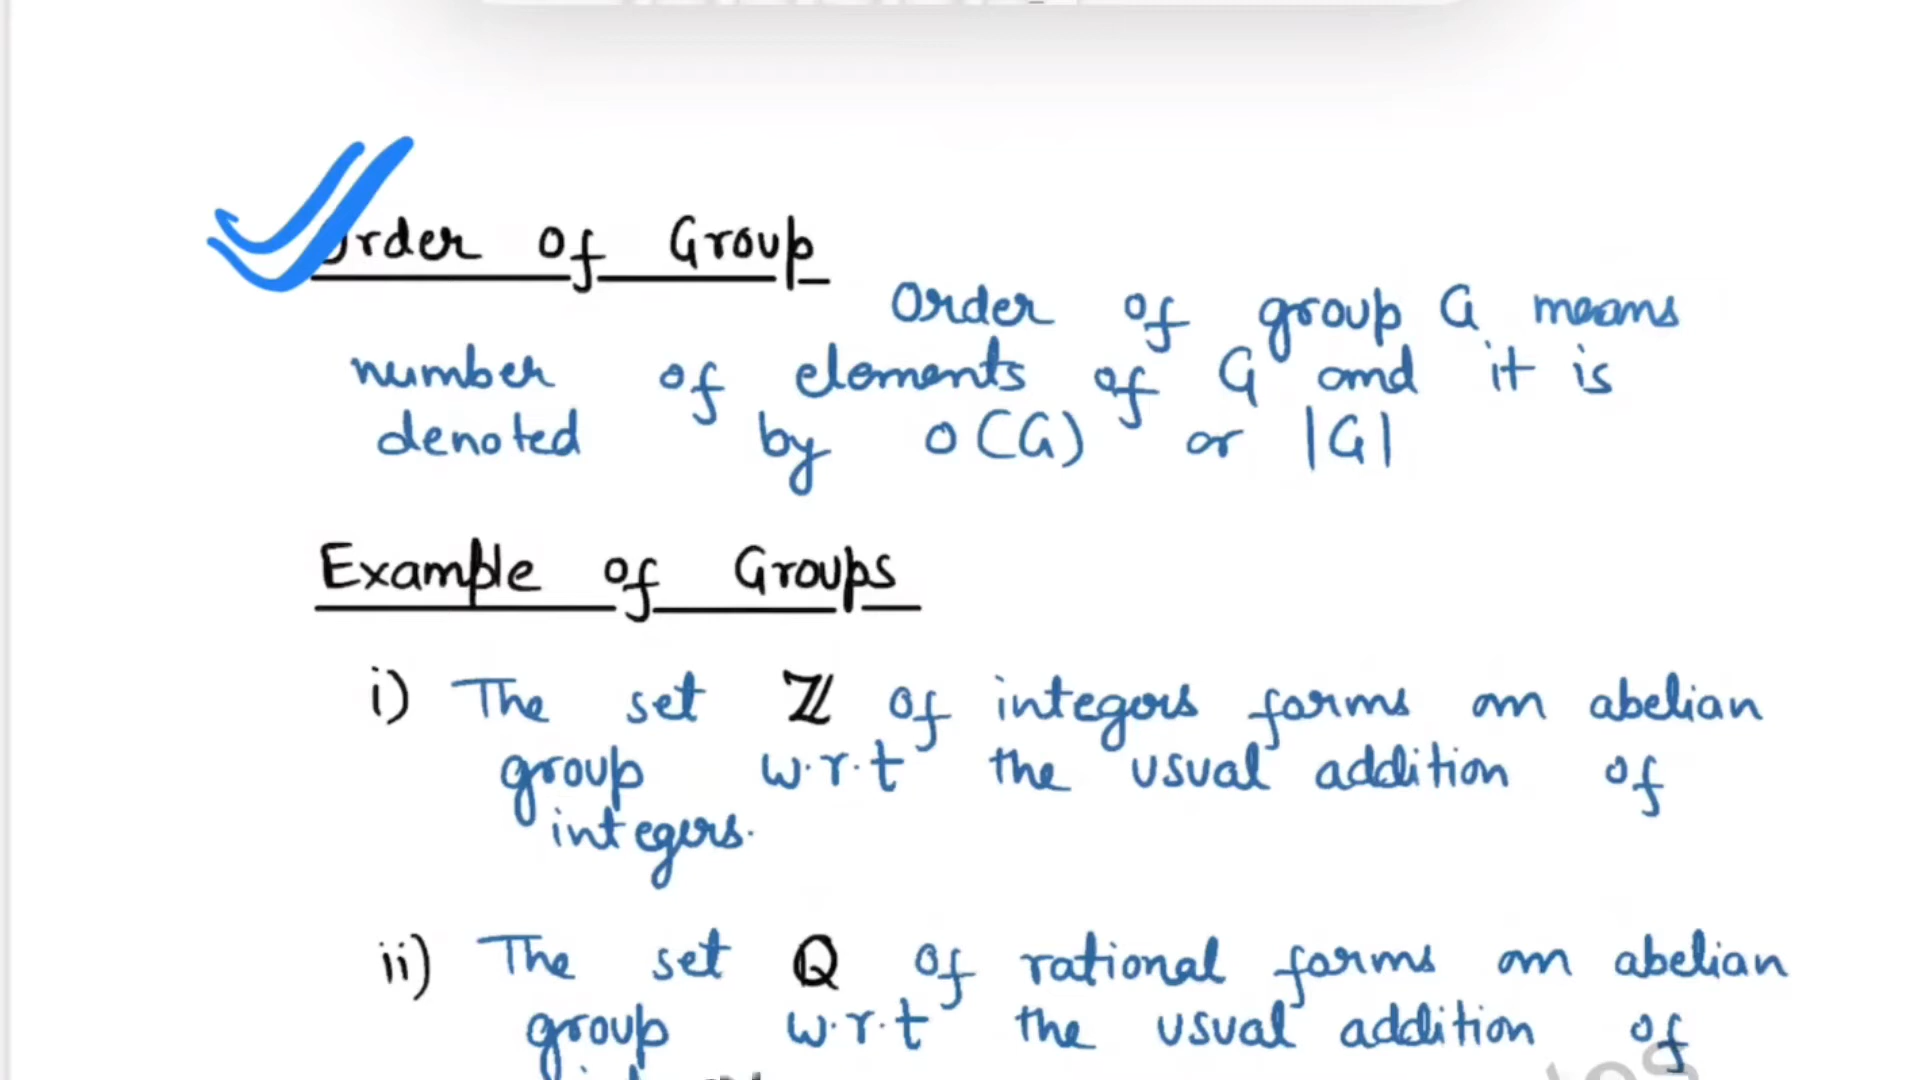 Order of Group
Order of group G means
number of elements of G and it is
denoted by o(G) or |G|
Example of Groups
i) The set ℤ of integers forms an abelian
group w.r.t the usual addition of
integers.
ii) The set Q of rational forms an abelian
group w.r.t the usual addition of